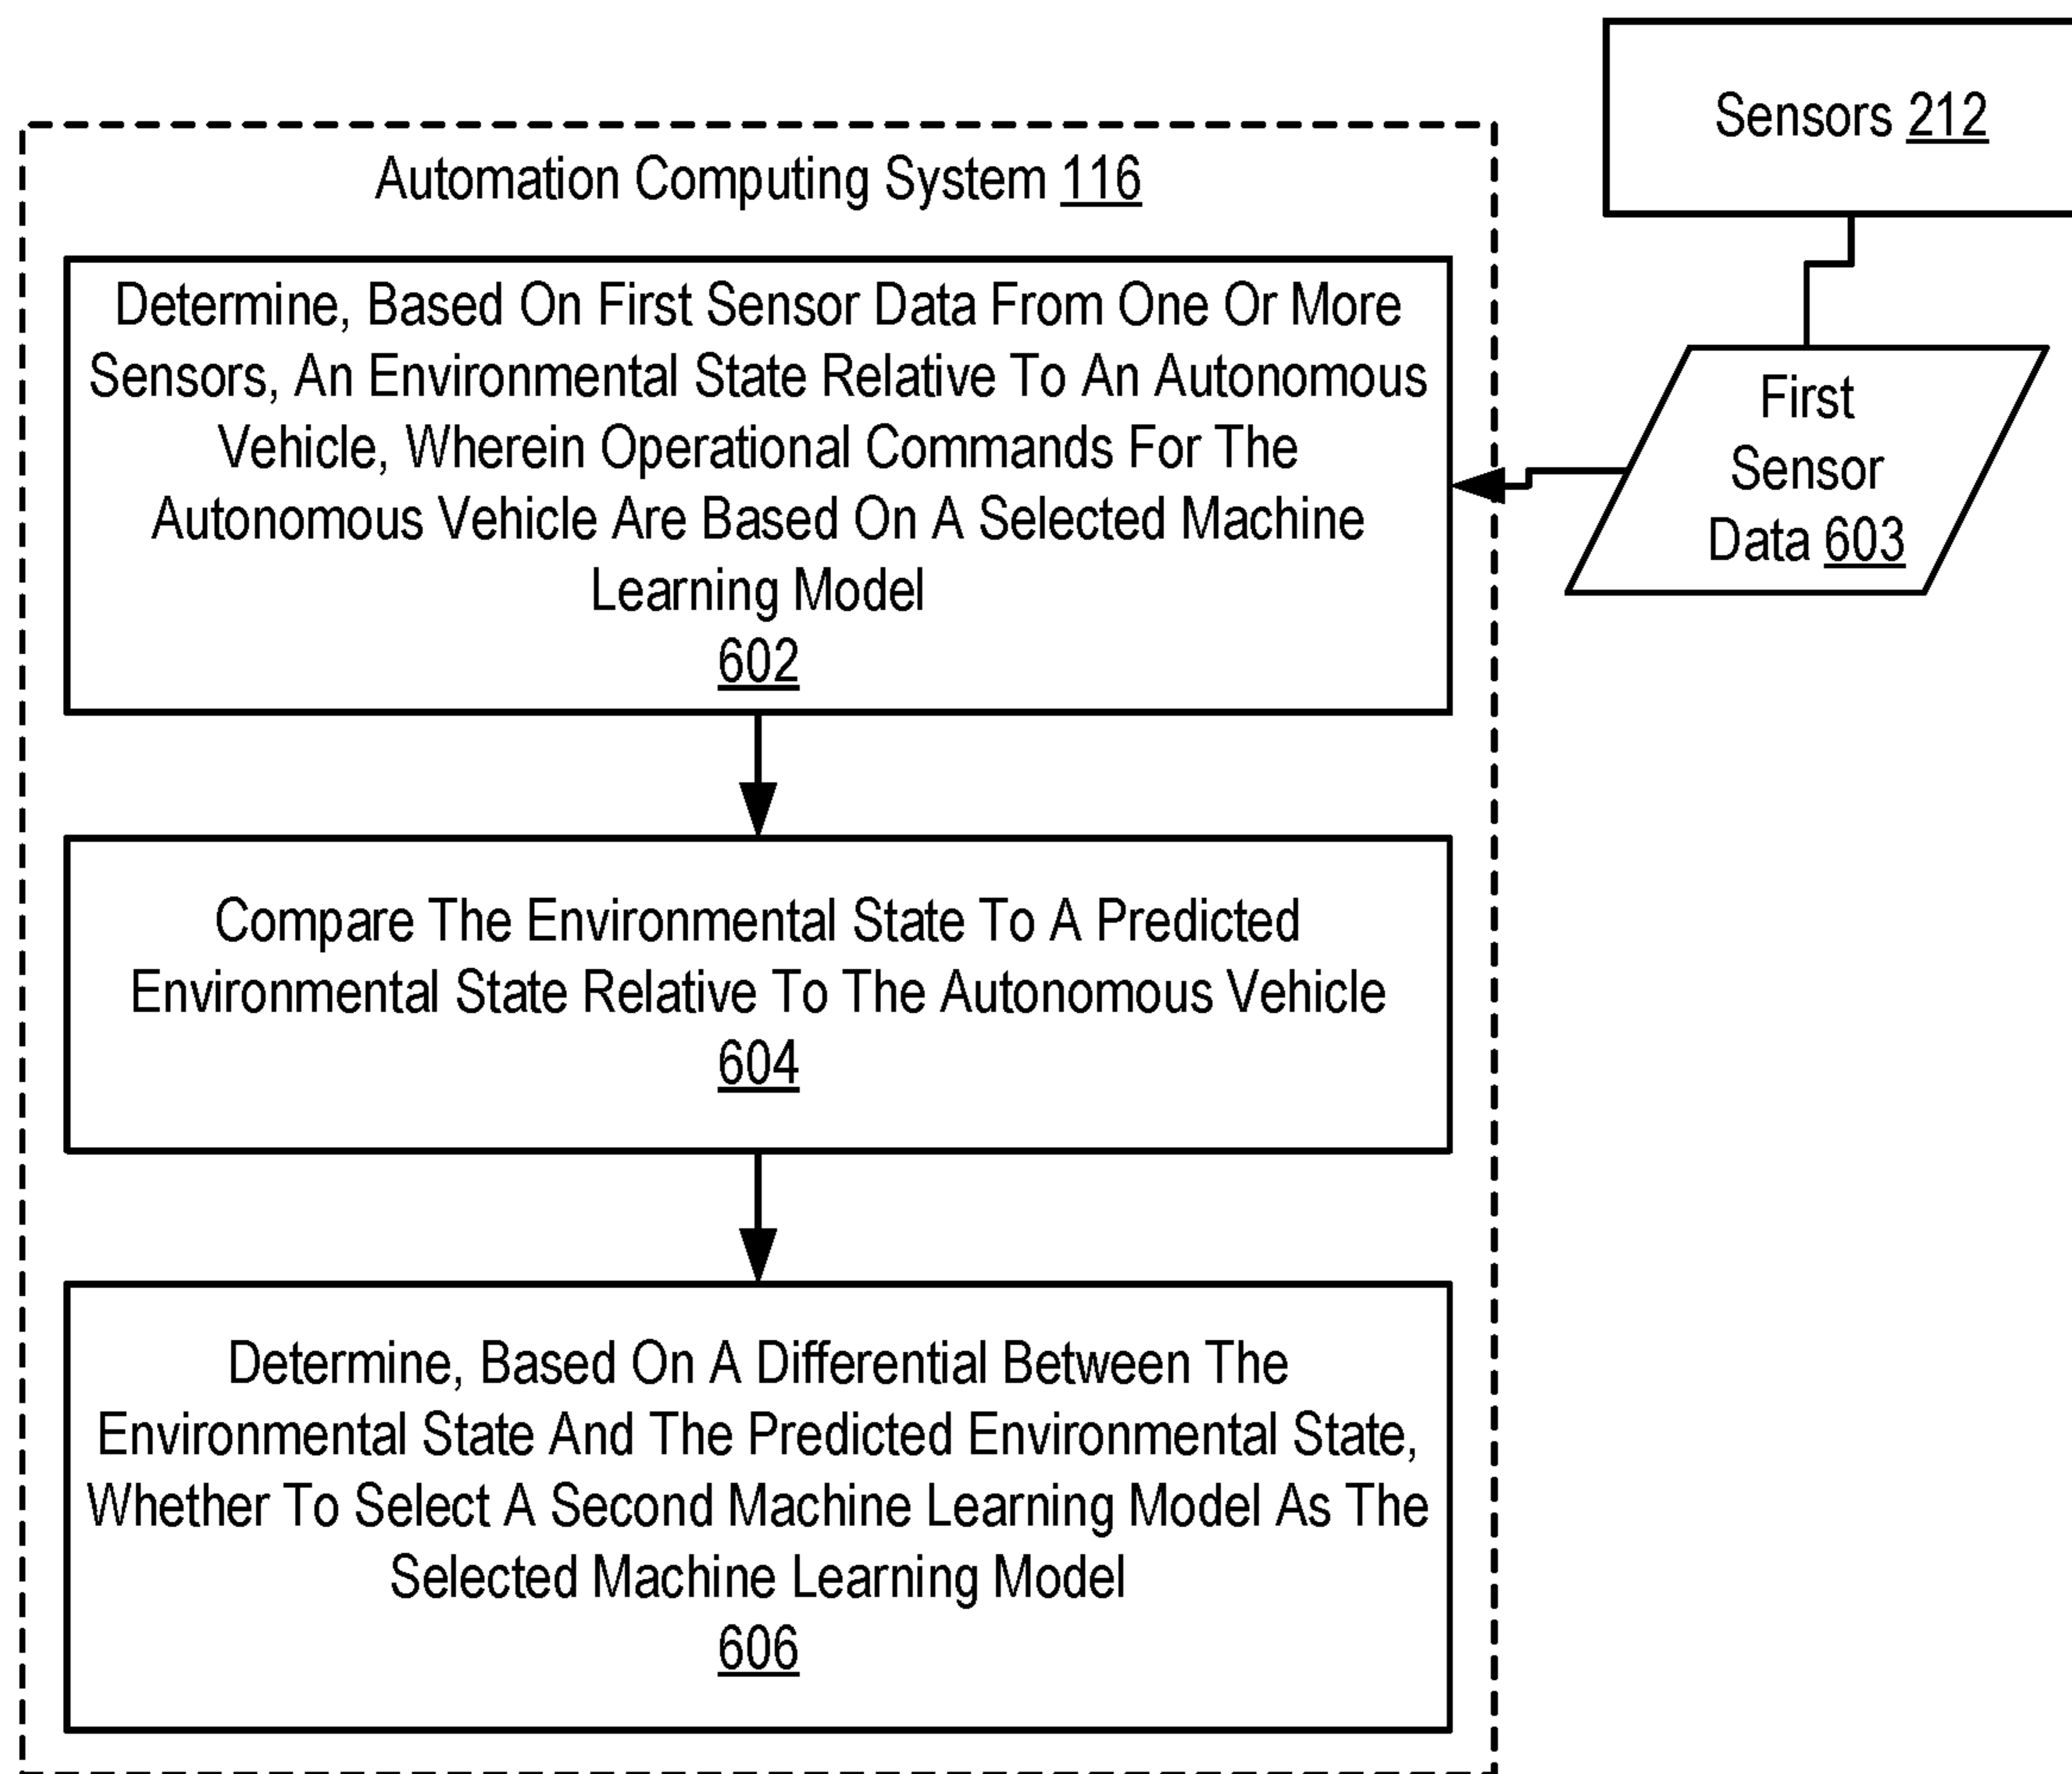 Sensors 212
Automation Computing System 116
Determine, Based On First Sensor Data From One Or More
Sensors, An Environmental State Relative To An Autonomous
Vehicle, Wherein Operational Commands For The
Autonomous Vehicle Are Based On A Selected Machine
Learning Model
602
First
Sensor
Data 603
Compare The Environmental State To A Predicted
Environmental State Relative To The Autonomous Vehicle
604
Determine, Based On A Differential Between The
Environmental State And The Predicted Environmental State,
Whether To Select A Second Machine Learning Model As The
Selected Machine Learning Model
606